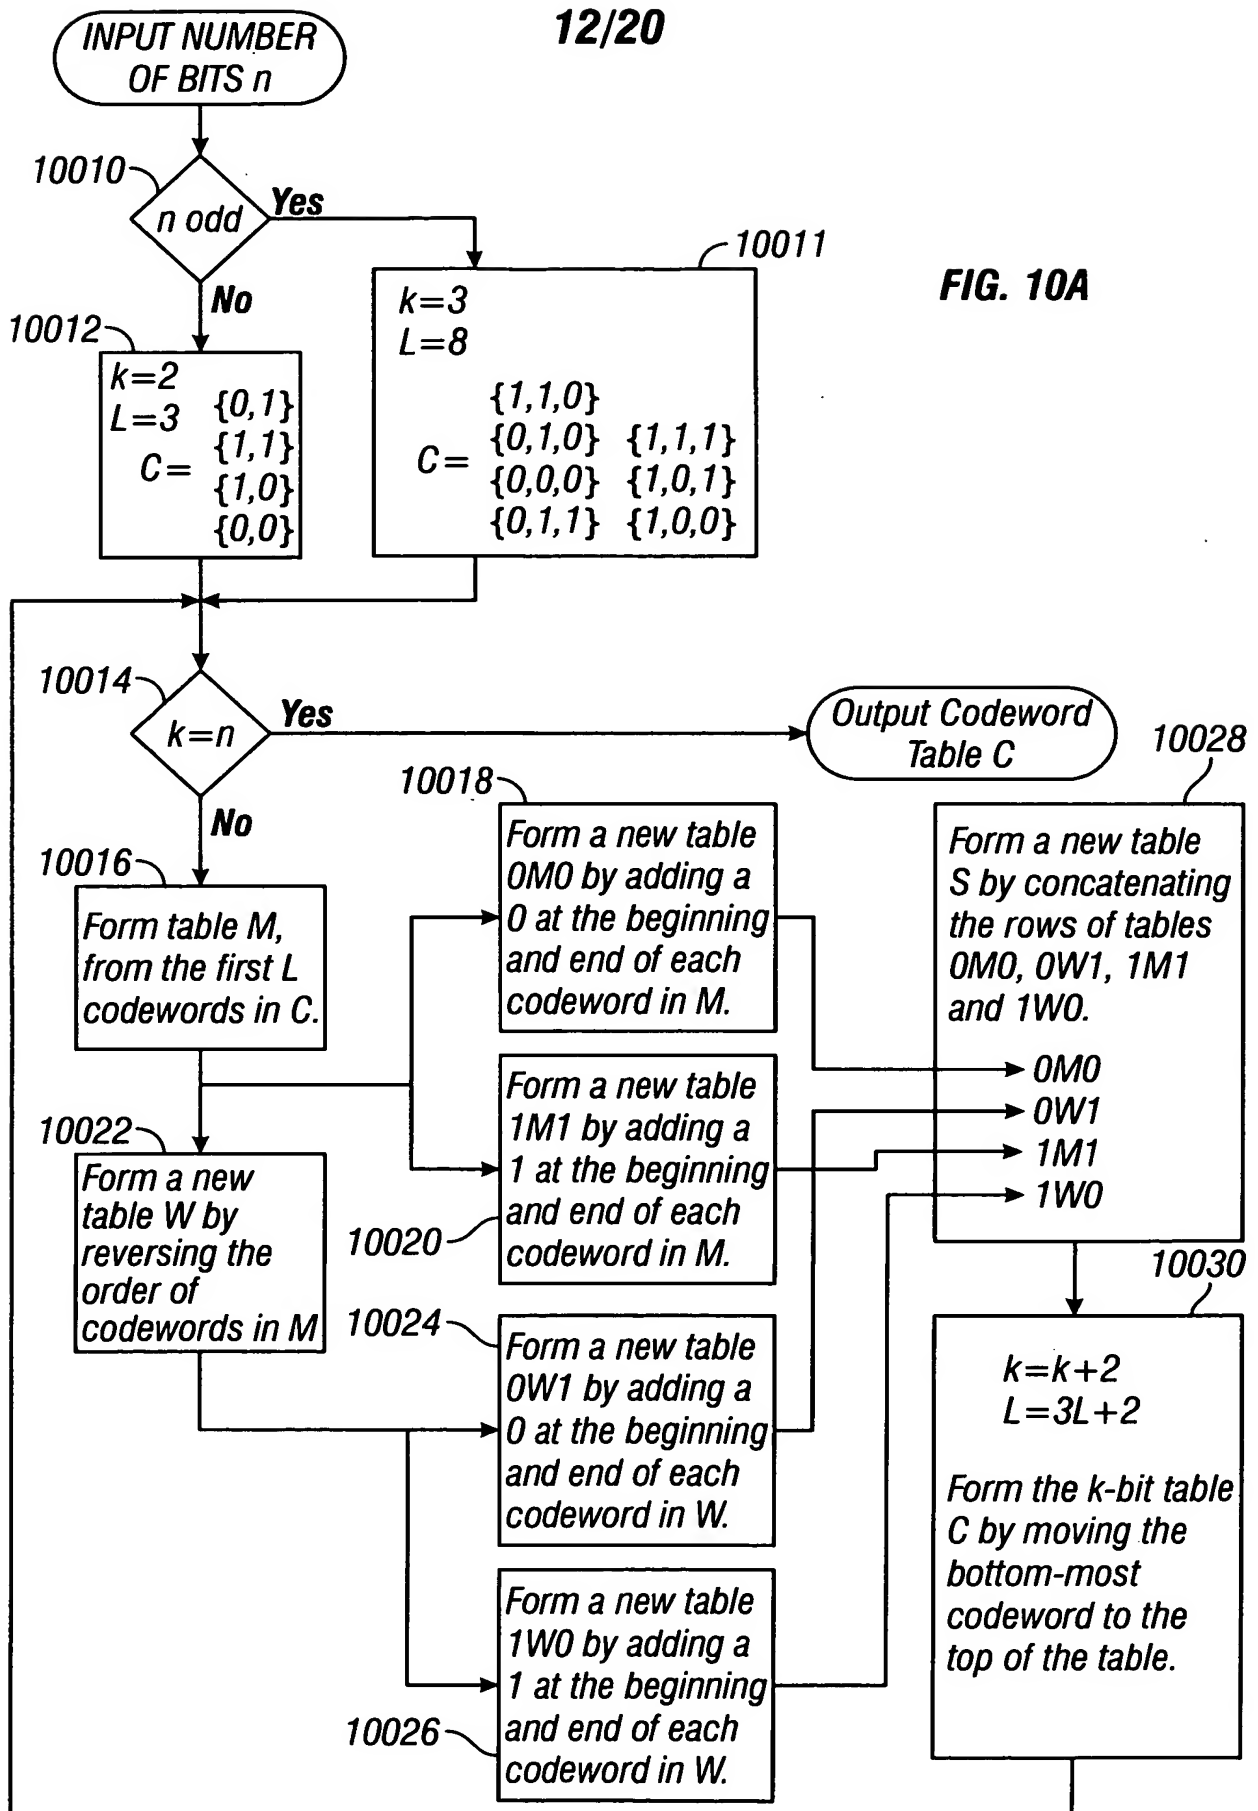 12/20
INPUT NUMBER
OF BITS n
10010
n odd
Yes
No
10011
k=3
L=8
{1,1,0}
{0,1,0} {1,1,1}
C= {0,0,0} {1,0,1}
{0,1,1} {1,0,0}
FIG. 10A
10012
k=2
L=3 {0,1}
{1,1}
C=
{1,0}
{0,0}
10014
k=n
Yes
No
Output Codeword
Table C
10016
Form table M,
from the first L
codewords in C.
10018
Form a new table
0M0 by adding a
0 at the beginning
and end of each
codeword in M.
10020
Form a new table
1M1 by adding a
1 at the beginning
and end of each
codeword in M.
10022
Form a new
table W by
reversing the
order of
codewords in M
10024
Form a new table
0W1 by adding a
0 at the beginning
and end of each
codeword in W.
10026
Form a new table
1W0 by adding a
1 at the beginning
and end of each
codeword in W.
10028
Form a new table
S by concatenating
the rows of tables
0M0, 0W1, 1M1
and 1W0.
0M0
0W1
1M1
1W0
10030
k=k+2
L=3L+2
Form the k-bit table
C by moving the
bottom-most
codeword to the
top of the table.